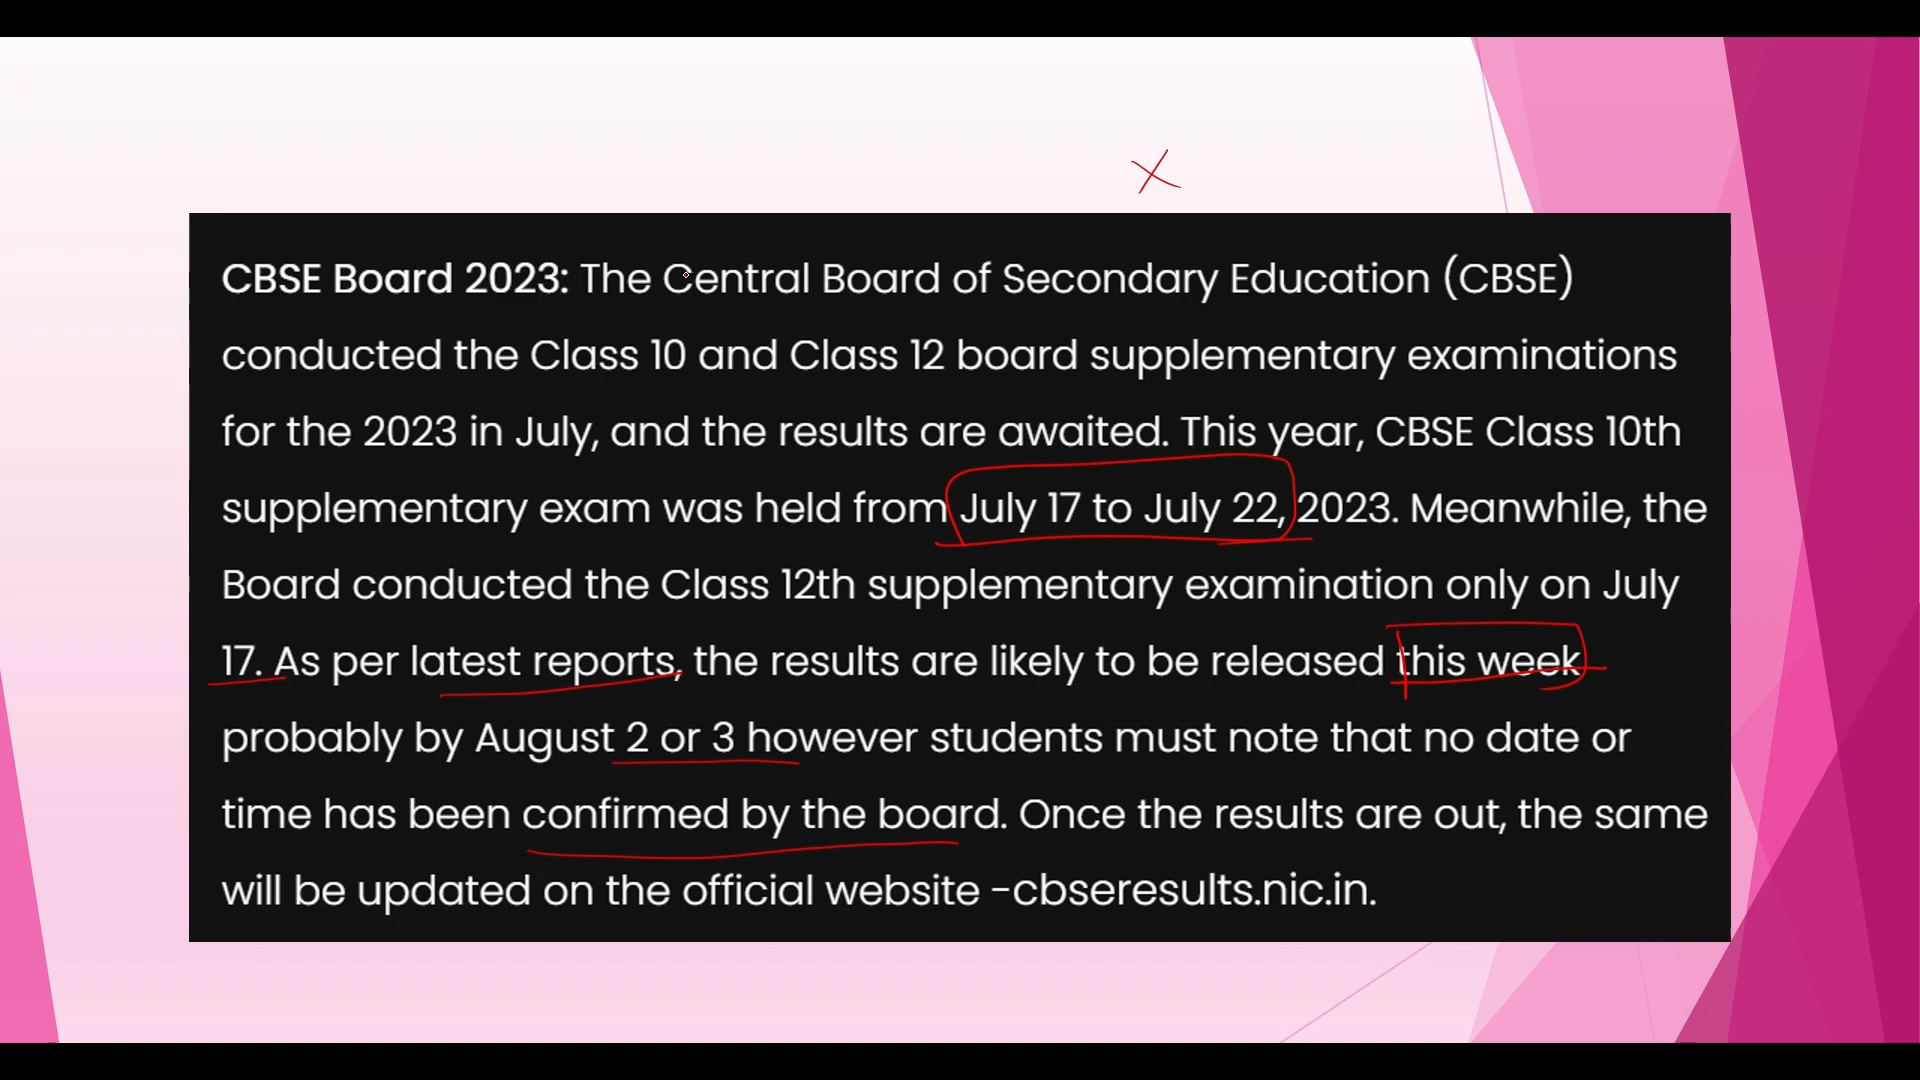 CBSE Board 2023: The Central Board of Secondary Education (CBSE)
conducted the Class 10 and Class 12 board supplementary examinations
for the 2023 in July, and the results are awaited. This year, CBSE Class 10th
supplementary exam was held from July 17 to July 22, 2023. Meanwhile, the
Board conducted the Class 12th supplementary examination only on July
17. As per latest reports, the results are likely to be released this week
probably by August 2 or 3 however students must note that no date or
time has been confirmed by the board. Once the results are out, the same
will be updated on the official website -cbseresults.nic.in.